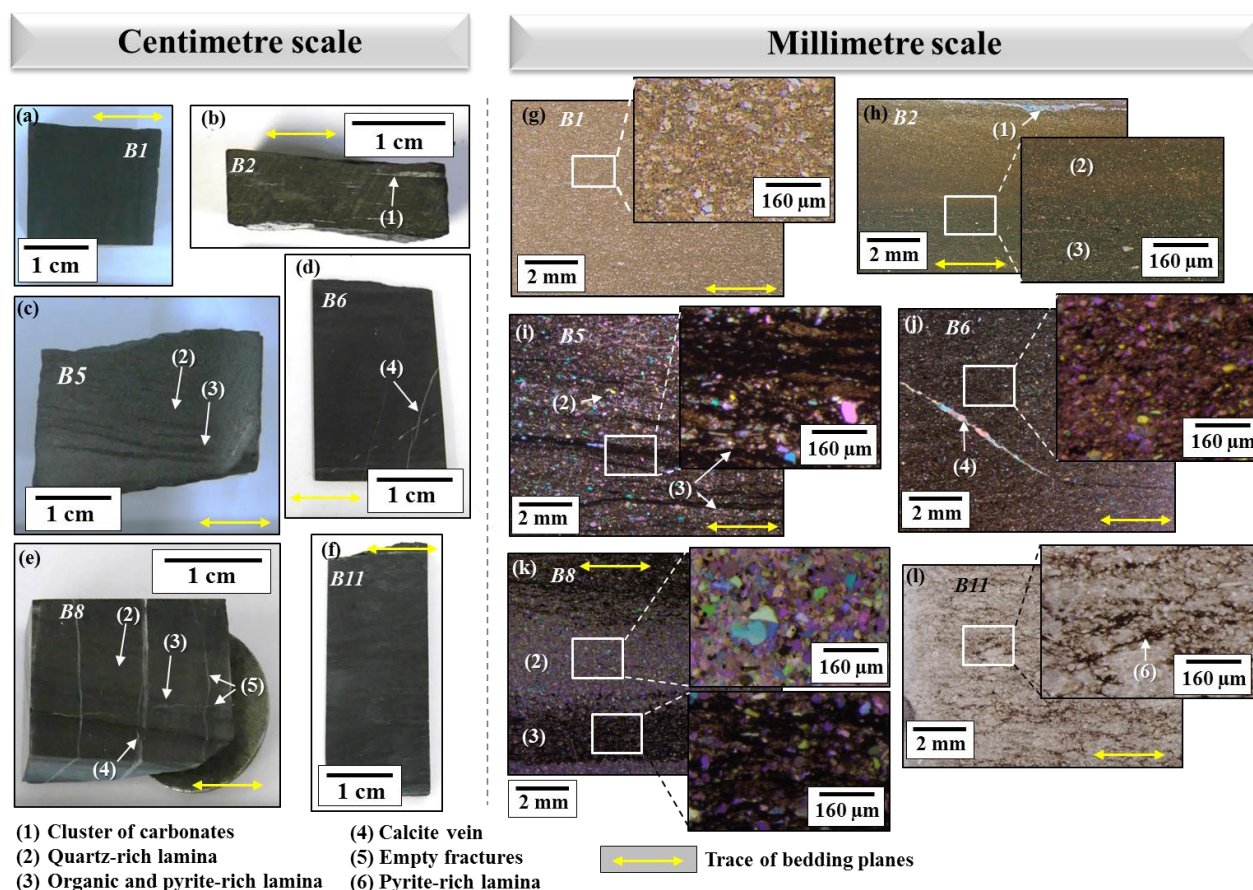 Centimetre scale
Millimetre scale
(a)
B1
1 cm
(b)
1 cm
B2
(1)
(c)
(2)
(3)
B5
1 cm
(d)
B6
(4)
1 cm
(e)
1 cm
B8
(2)
(3)
(5)
(4)
(f)
B11
1 cm
(g)
B1
160 µm
2 mm
(h)
B2
(1)
(2)
(3)
2 mm
160 µm
(i)
B5
(2)
(3)
160 µm
2 mm
(j)
B6
(4)
160 µm
2 mm
(k)
B8
(2)
160 µm
(3)
160 µm
2 mm
(l)
B11
(6)
160 µm
2 mm
(1) Cluster of carbonates
(2) Quartz-rich lamina
(3) Organic and pyrite-rich lamina
(4) Calcite vein
(5) Empty fractures
(6) Pyrite-rich lamina
Trace of bedding planes